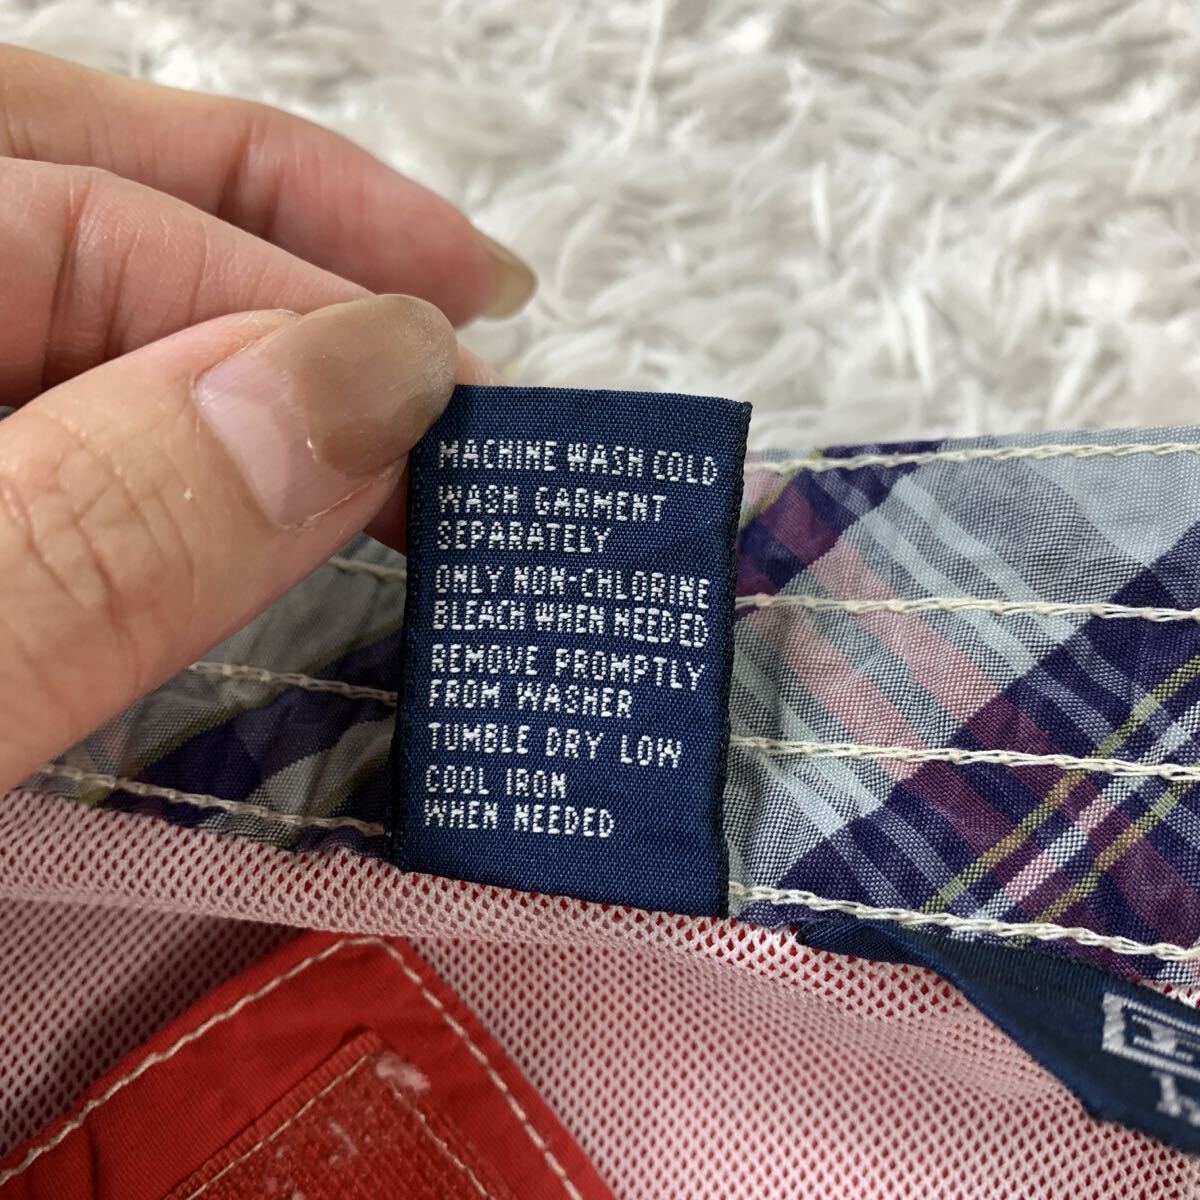 MACHINE WASH COLD
WASH GARMENT
SEPARATELY
ONLY NON-CHLORINE
BLEACH WHEN NEEDED
REMOVE PROMPTLY
FROM WASHER
TUMBLE DRY LOW
COOL IRON
WHEN NEEDED